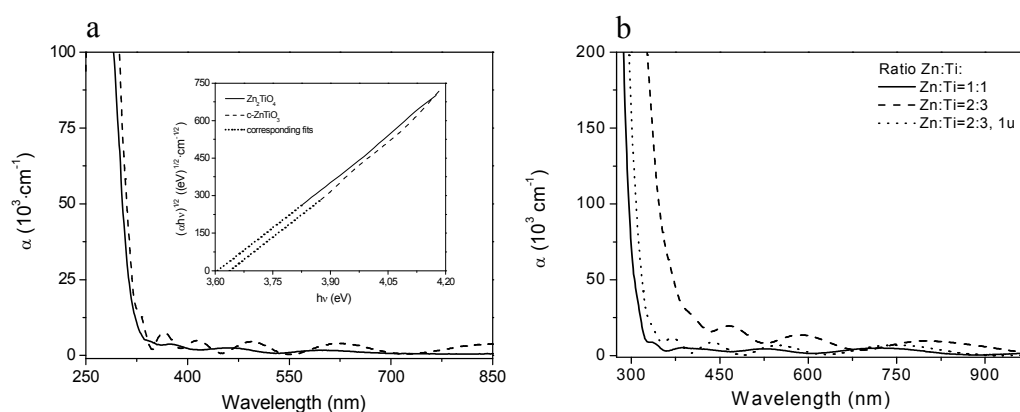 a
100
75
50
25
0
α (10³·cm⁻¹)
250 400 550 700 850
Wavelength (nm)
750
600
450
300
150
0
(αhν)^1/2 ((eV)^1/2·cm^-1/2)
Zn₂TiO₄
c-ZnTiO₃
corresponding fits
3,60 3,75 3,90 4,05 4,20
hν (eV)
b
200
150
100
50
0
α (10³ cm⁻¹)
Ratio Zn:Ti:
Zn:Ti=1:1
Zn:Ti=2:3
Zn:Ti=2:3, 1u
300 450 600 750 900
Wavelength (nm)